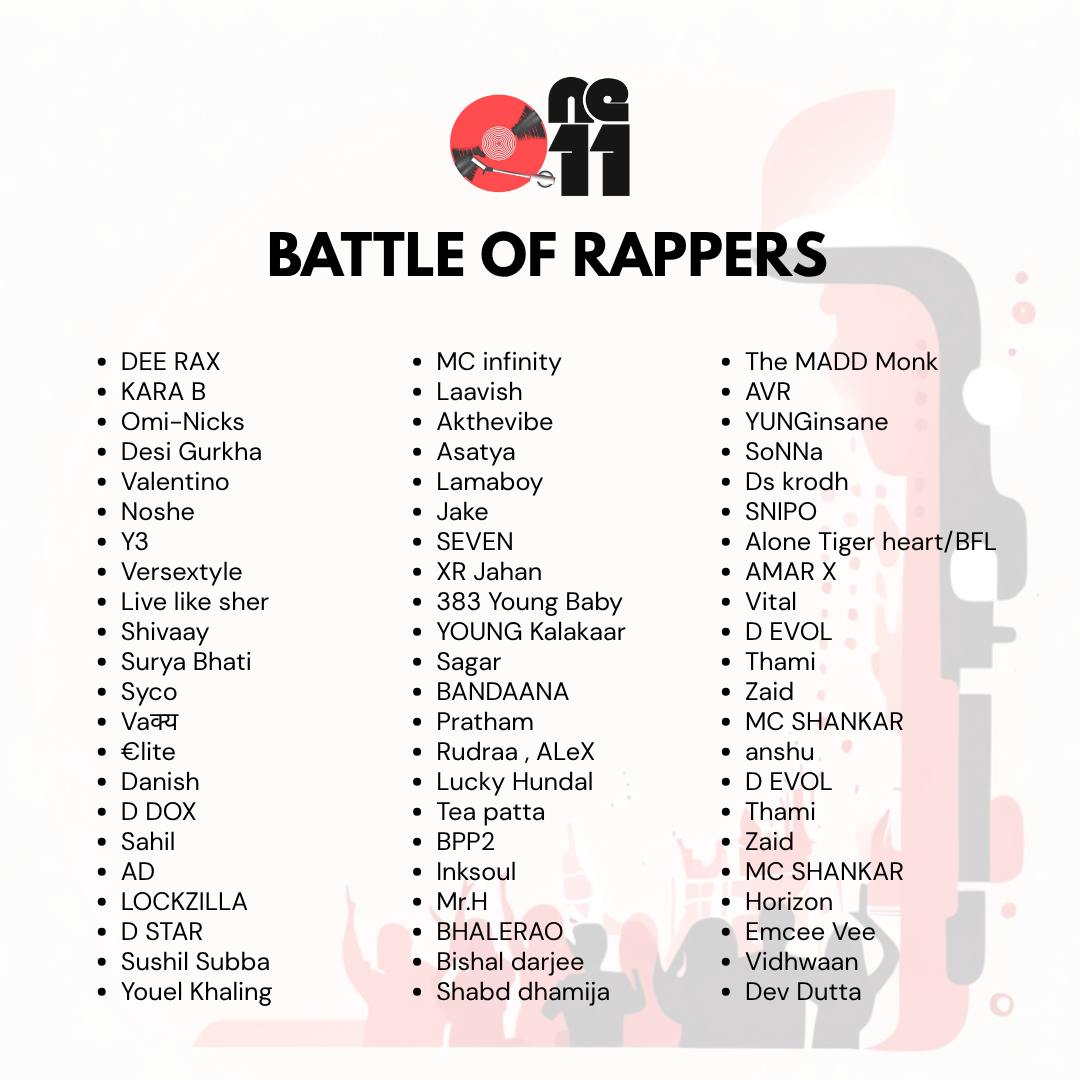 One
11
BATTLE OF RAPPERS
• DEE RAX
• KARA B
• Omi-Nicks
• Desi Gurkha
• Valentino
• Noshe
• Y3
• Versextyle
• Live like sher
• Shivaay
• Surya Bhati
• Syco
• Vaक्य
• €lite
• Danish
• D DOX
• Sahil
• AD
• LOCKZILLA
• D STAR
• Sushil Subba
• Youel Khaling
• MC infinity
• Laavish
• Akthevibe
• Asatya
• Lamaboy
• Jake
• SEVEN
• XR Jahan
• 383 Young Baby
• YOUNG Kalakaar
• Sagar
• BANDAANA
• Pratham
• Rudraa , ALeX
• Lucky Hundal
• Tea patta
• BPP2
• Inksoul
• Mr.H
• BHALERAO
• Bishal darjee
• Shabd dhamija
• The MADD Monk
• AVR
• YUNGinsane
• SoNNa
• Ds krodh
• SNIPO
• Alone Tiger heart/BFL
• AMAR X
• Vital
• D EVOL
• Thami
• Zaid
• MC SHANKAR
• anshu
• D EVOL
• Thami
• Zaid
• MC SHANKAR
• Horizon
• Emcee Vee
• Vidhwaan
• Dev Dutta